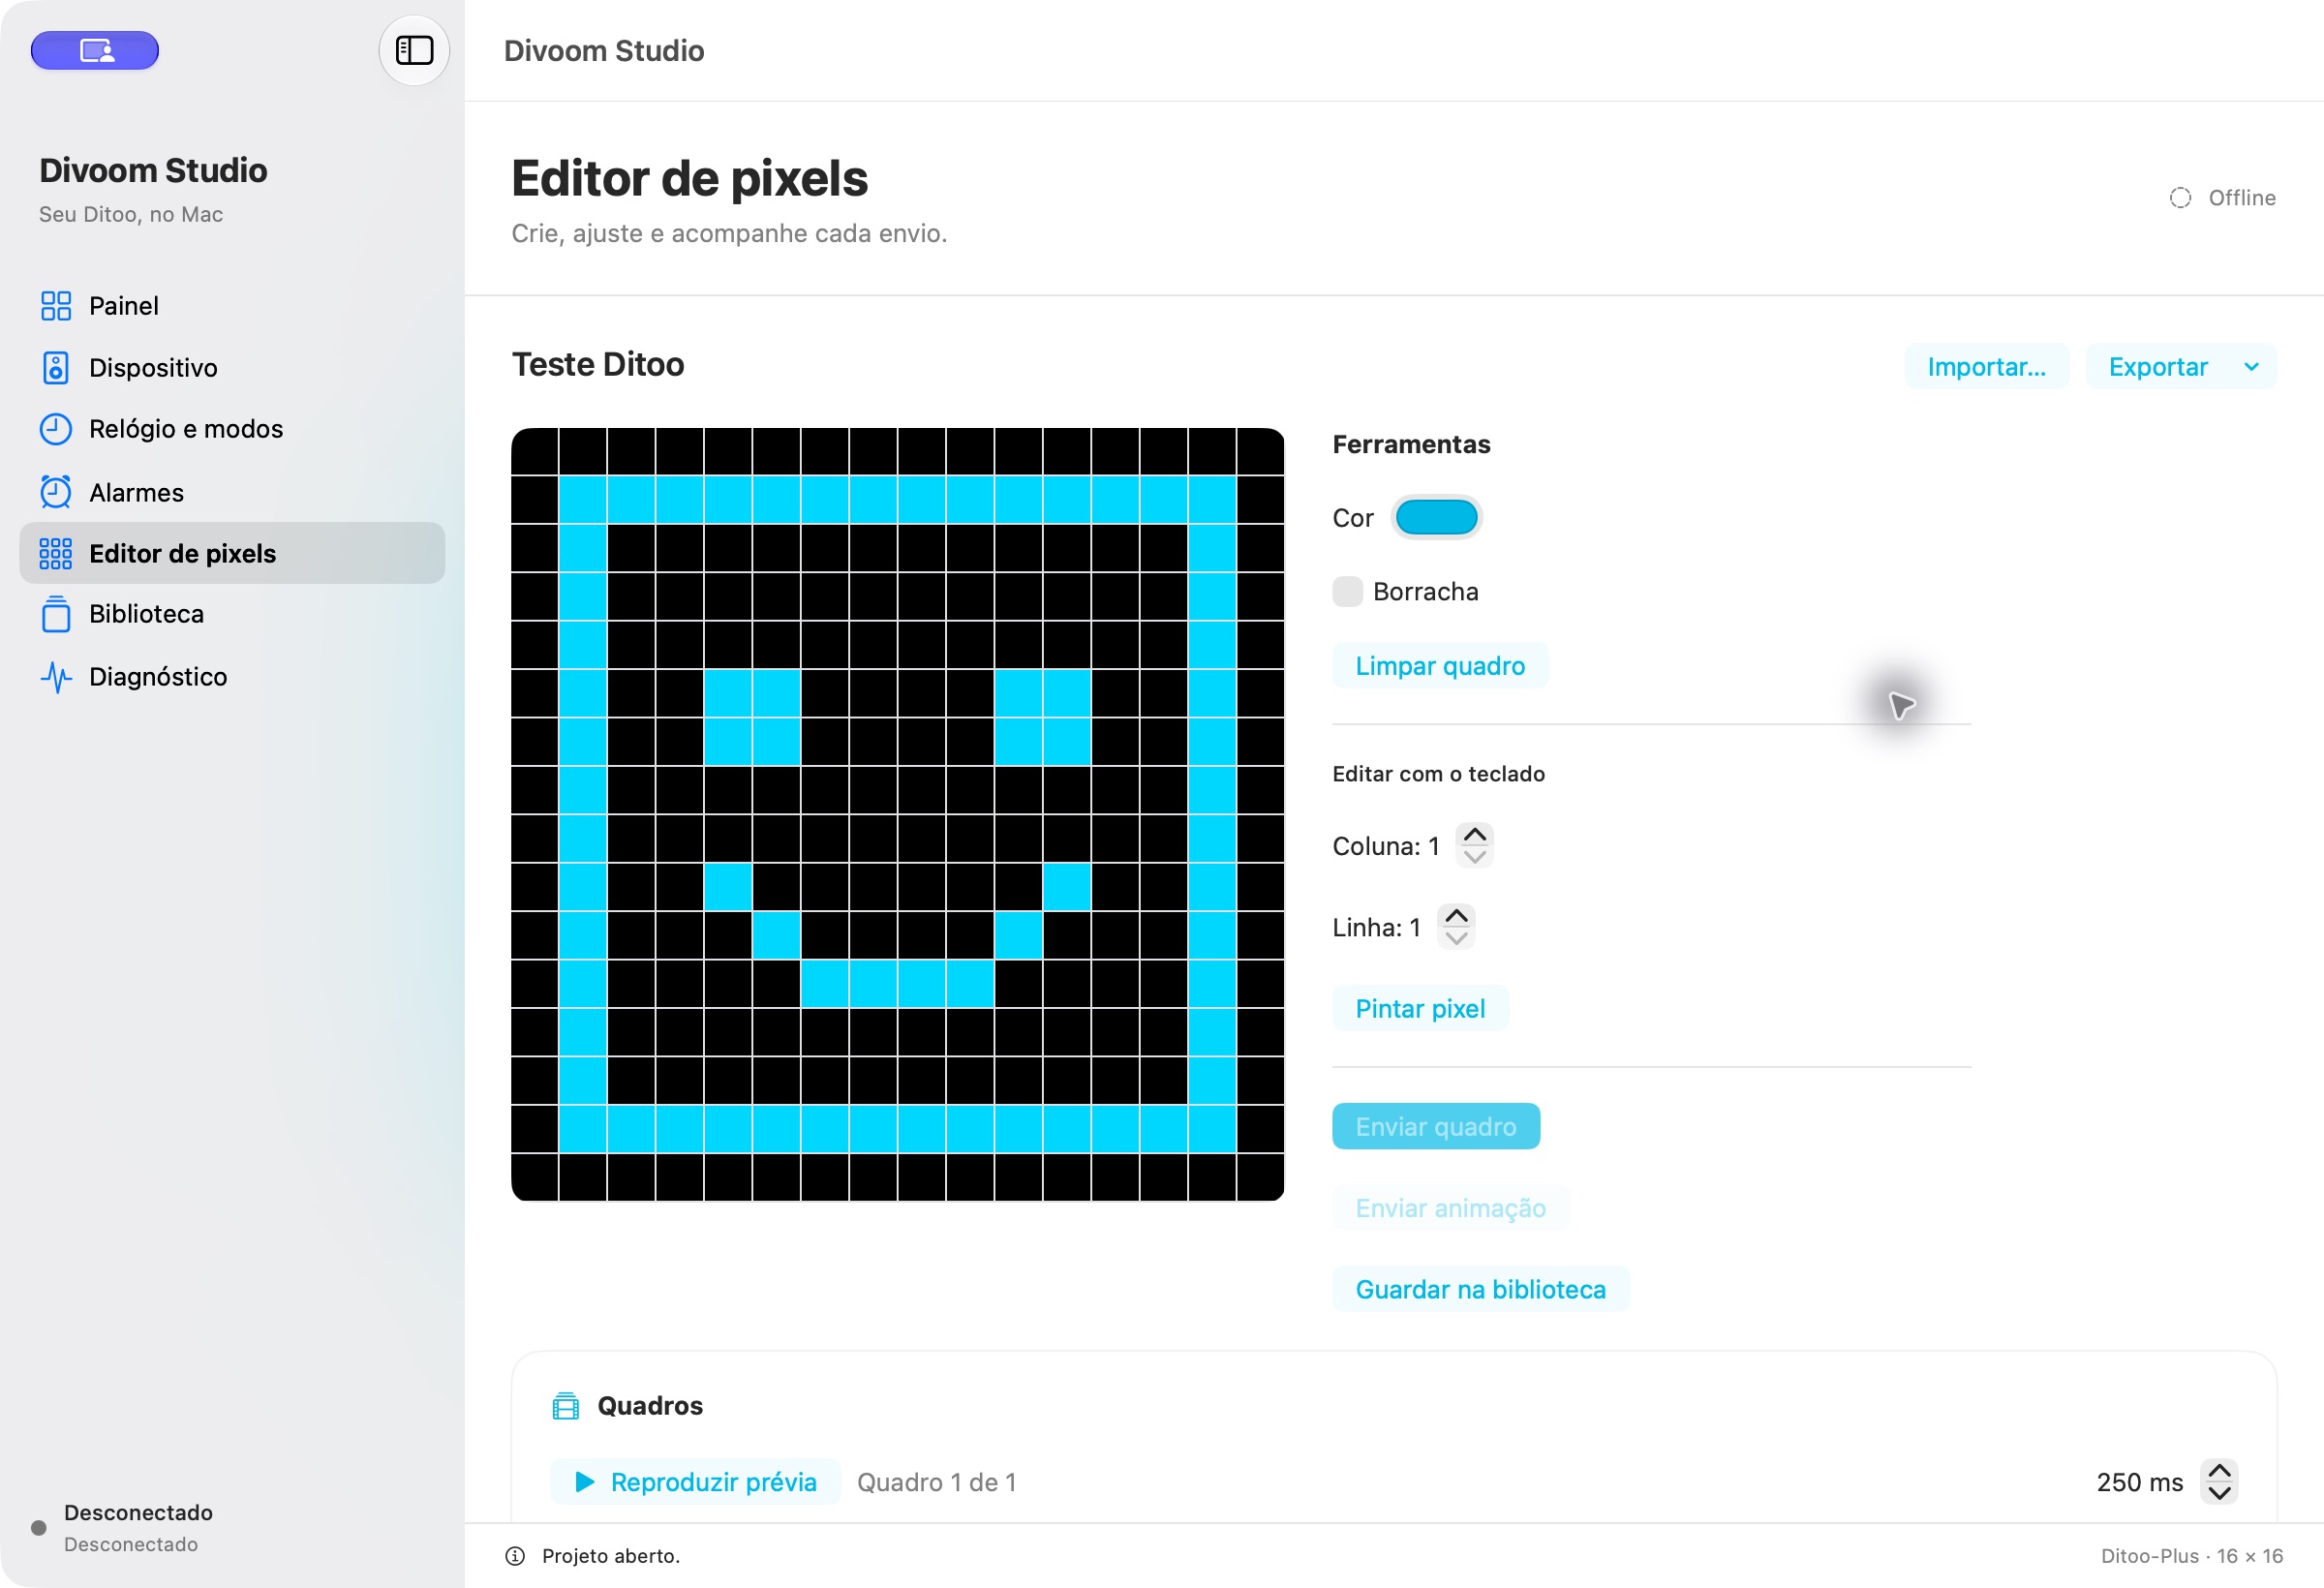 Divoom Studio
Divoom Studio
Seu Ditoo, no Mac
Painel
Dispositivo
Relógio e modos
Alarmes
Editor de pixels
Biblioteca
Diagnóstico
Desconectado
Desconectado
Editor de pixels
Crie, ajuste e acompanhe cada envio.
Offline
Teste Ditoo
Importar...
Exportar
Ferramentas
Cor
Borracha
Limpar quadro
Editar com o teclado
Coluna: 1
Linha: 1
Pintar pixel
Enviar quadro
Enviar animação
Guardar na biblioteca
Quadros
Reproduzir prévia
Quadro 1 de 1
250 ms
Projeto aberto.
Ditoo-Plus · 16 × 16